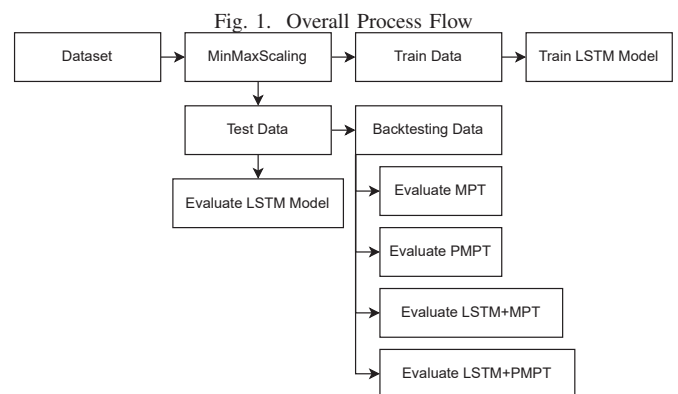 Fig. 1. Overall Process Flow
Dataset
MinMaxScaling
Train Data
Train LSTM Model
Test Data
Backtesting Data
Evaluate LSTM Model
Evaluate MPT
Evaluate PMPT
Evaluate LSTM+MPT
Evaluate LSTM+PMPT